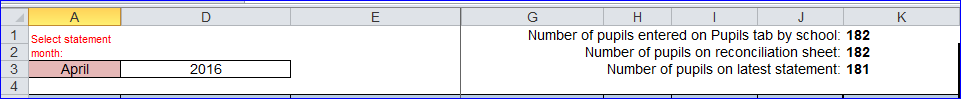 A D E G H I J K
1 Select statement Number of pupils entered on Pupils tab by school: 182
2 month: Number of pupils on reconciliation sheet: 182
3 April 2016 Number of pupils on latest statement: 181
4